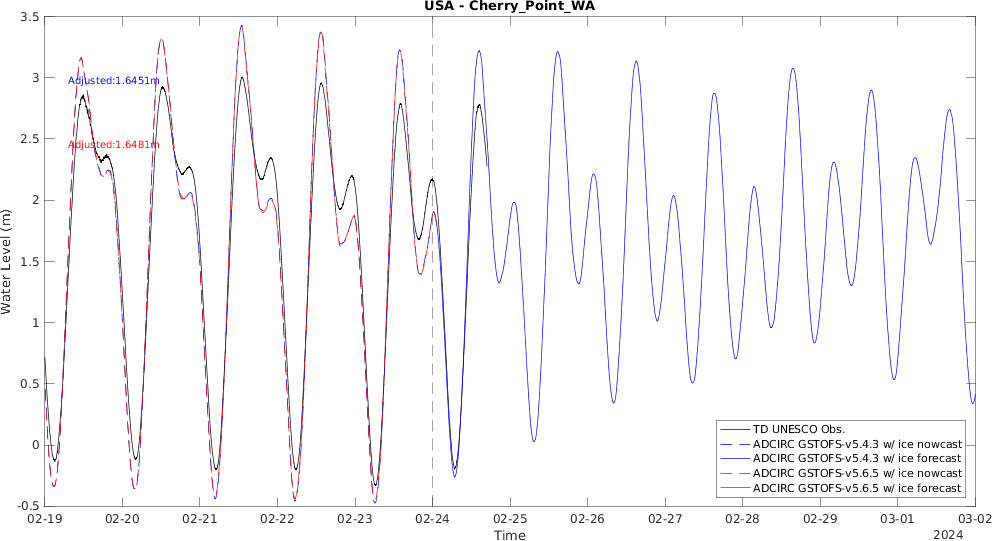 USA - Cherry_Point_WA
3.5
3
2.5
2
1.5
1
0.5
0
-0.5
Water Level (m)
Adjusted:1.6451m
Adjusted:1.6481m
TD UNESCO Obs.
ADCIRC GSTOFS-v5.4.3 w/ ice nowcast
ADCIRC GSTOFS-v5.4.3 w/ ice forecast
ADCIRC GSTOFS-v5.6.5 w/ ice nowcast
ADCIRC GSTOFS-v5.6.5 w/ ice forecast
02-19 02-20 02-21 02-22 02-23 02-24 02-25 02-26 02-27 02-28 02-29 03-01 03-02
Time
2024